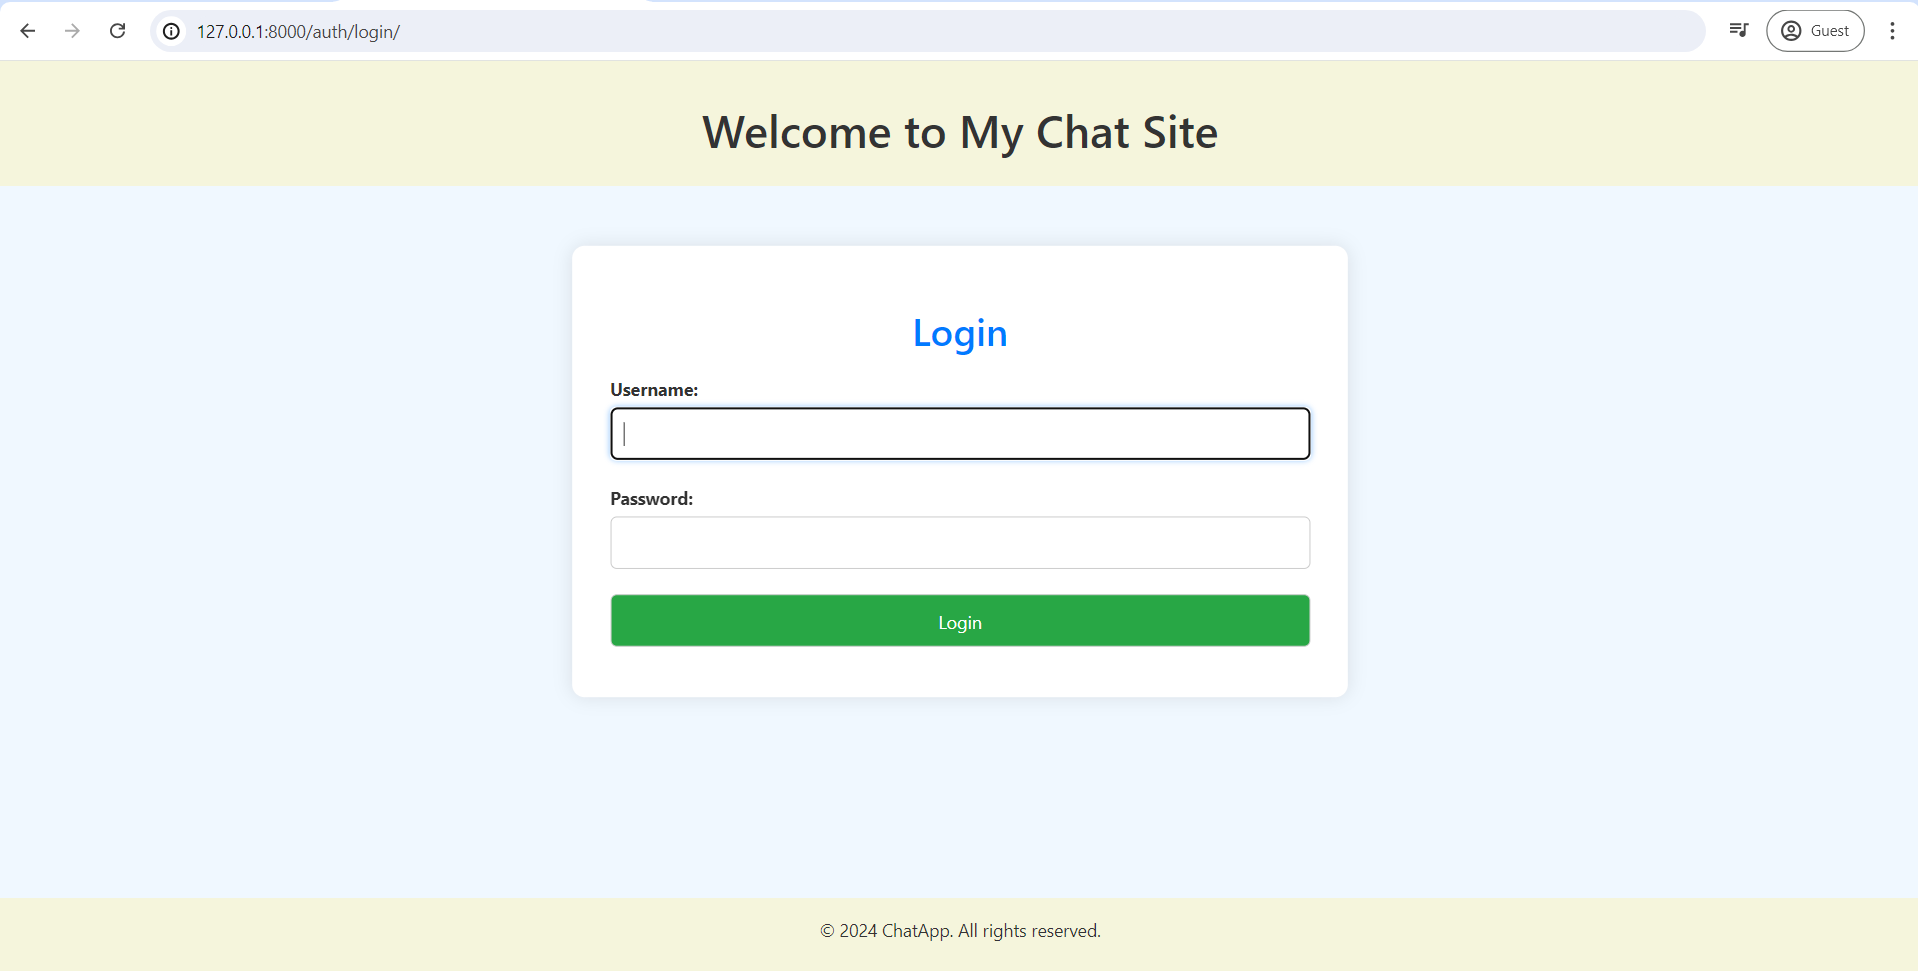 127.0.0.1:8000/auth/login/
Guest
Welcome to My Chat Site
Login
Username:
Password:
Login
© 2024 ChatApp. All rights reserved.